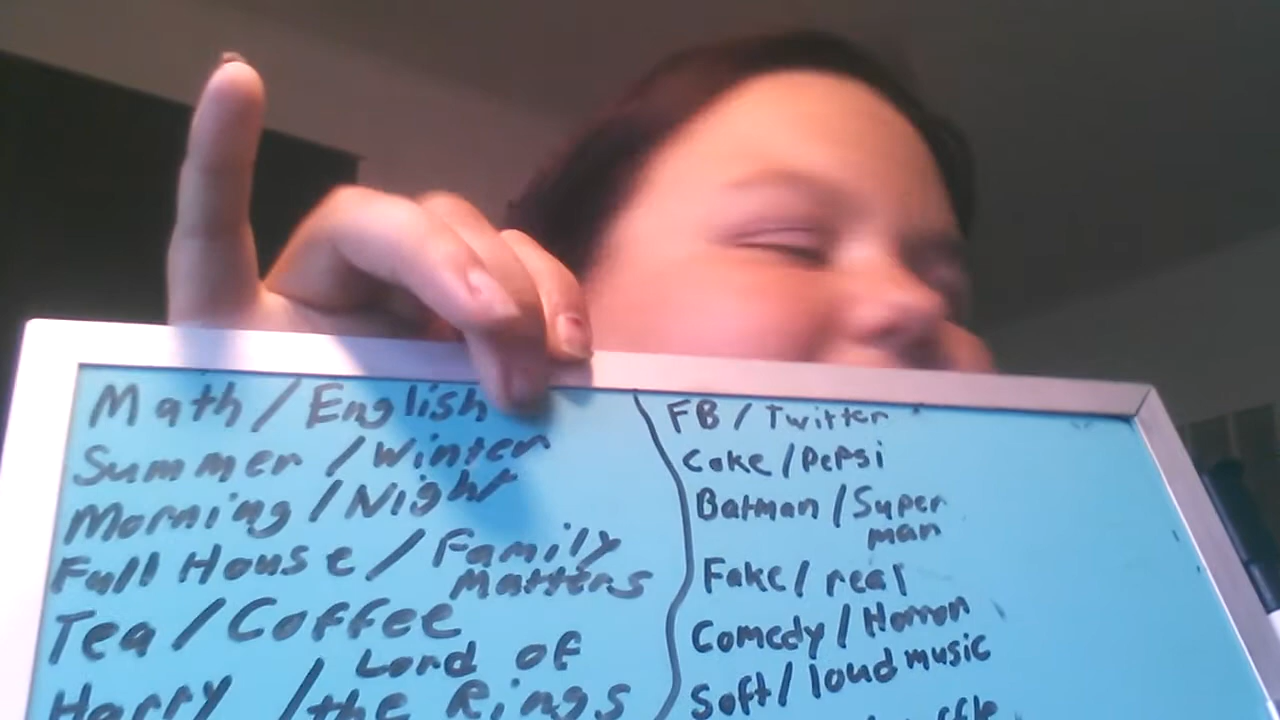 Math / English
Summer / Winter
Morning / Night
Full House / Family
Matters
Tea / Coffee
Lord of
Harry / the Rings
FB / Twitter
Coke / Pepsi
Batman / Super
man
Fake / real
Comedy / Horror
Soft / loud music